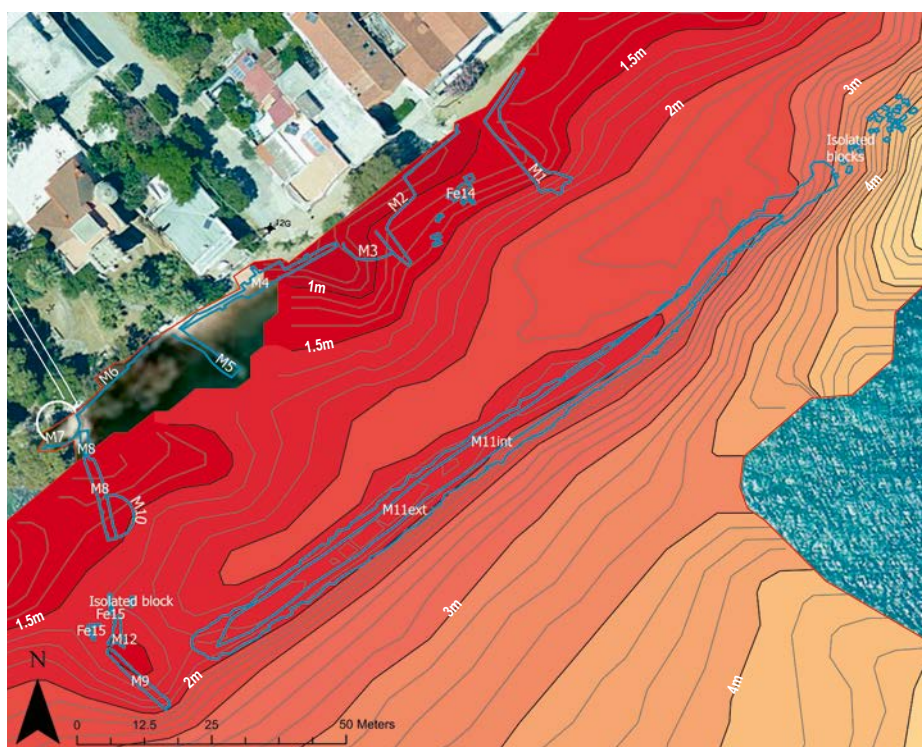 1.5m
3m
2m
Isolated
blocks
M1
M2
Fe14
4m
12G
M3
M4
1m
1.5m
M5
M6
M7
M8
M11int
M8
M10
M11ext
Isolated block
Fe15
1.5m
Fe15
3m
M12
N
M9
2m
4m
0 12.5 25 50 Meters